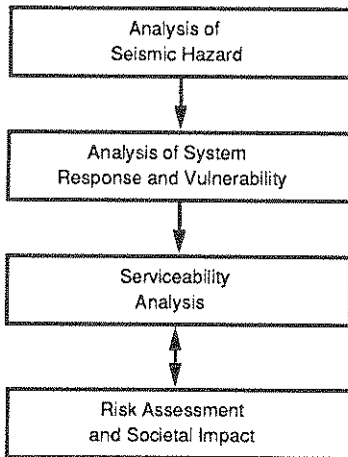 Analysis of
Seismic Hazard
Analysis of System
Response and Vulnerability
Serviceability
Analysis
Risk Assessment
and Societal Impact